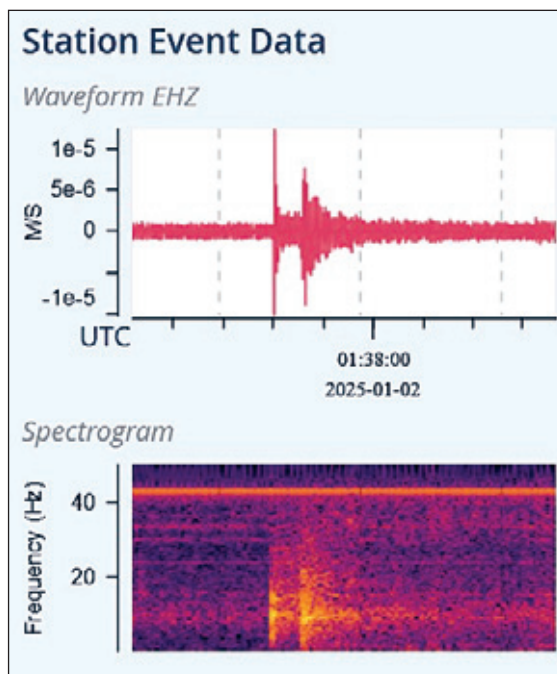 Station Event Data
Waveform EHZ
1e-5
5e-6
M/S
0
-1e-5
UTC
01:38:00
2025-01-02
Spectrogram
40
Frequency (Hz)
20